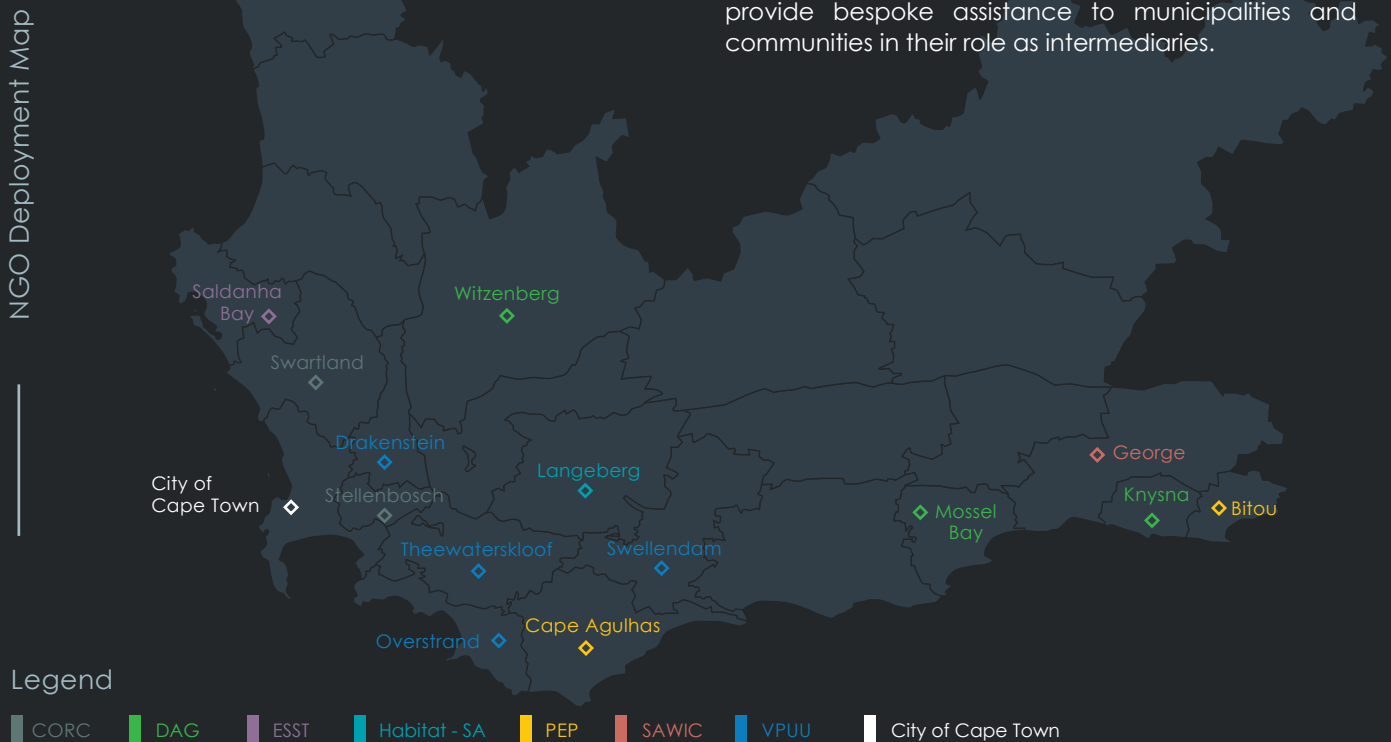 provide bespoke assistance to municipalities and
communities in their role as intermediaries.
NGO Deployment Map
Saldanha
Bay
Witzenberg
Swartland
Drakenstein
Langeberg
George
City of
Cape Town
Stellenbosch
Mossel
Bay
Knysna
Bitou
Theewaterskloof
Swellendam
Overstrand
Cape Agulhas
Legend
CORC
DAG
ESST
Habitat - SA
PEP
SAWIC
VPUU
City of Cape Town